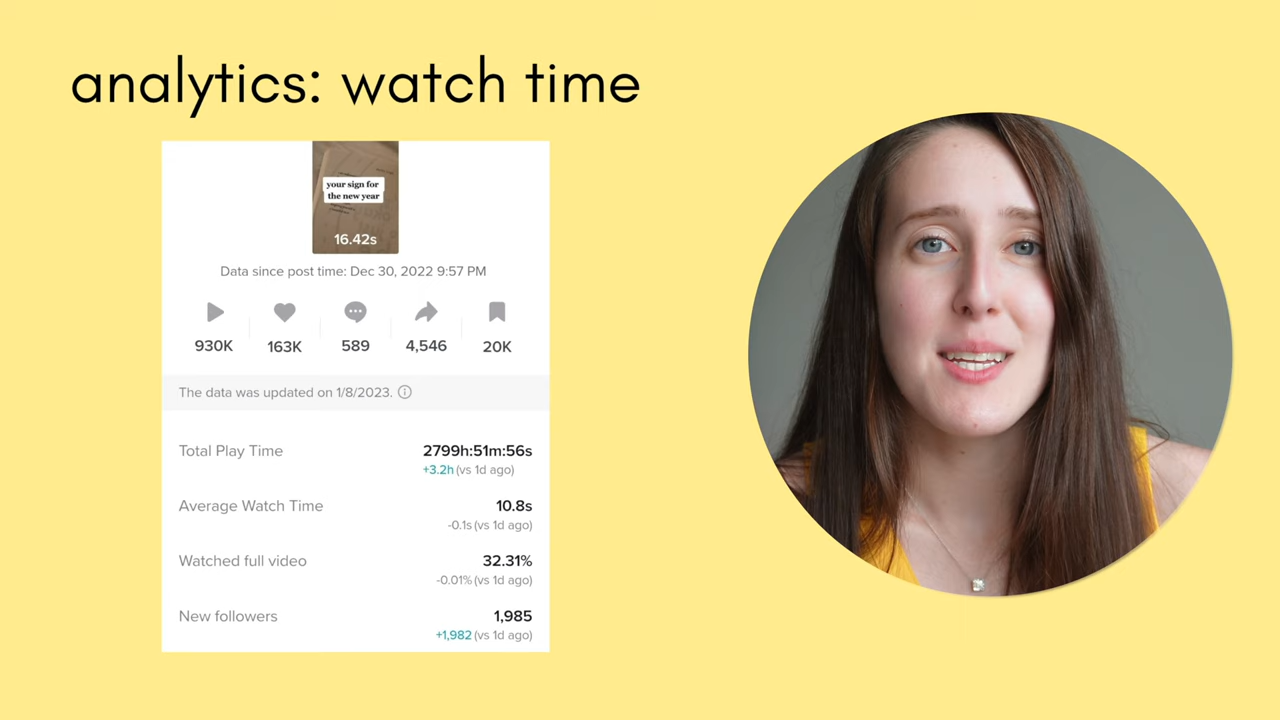 analytics: watch time
your sign for
the new year
16.42s
Data since post time: Dec 30, 2022 9:57 PM
930K 163K 589 4,546 20K
The data was updated on 1/8/2023.
Total Play Time 2799h:51m:56s
+3.2h (vs 1d ago)
Average Watch Time 10.8s
-0.1s (vs 1d ago)
Watched full video 32.31%
-0.01% (vs 1d ago)
New followers 1,985
+1,982 (vs 1d ago)